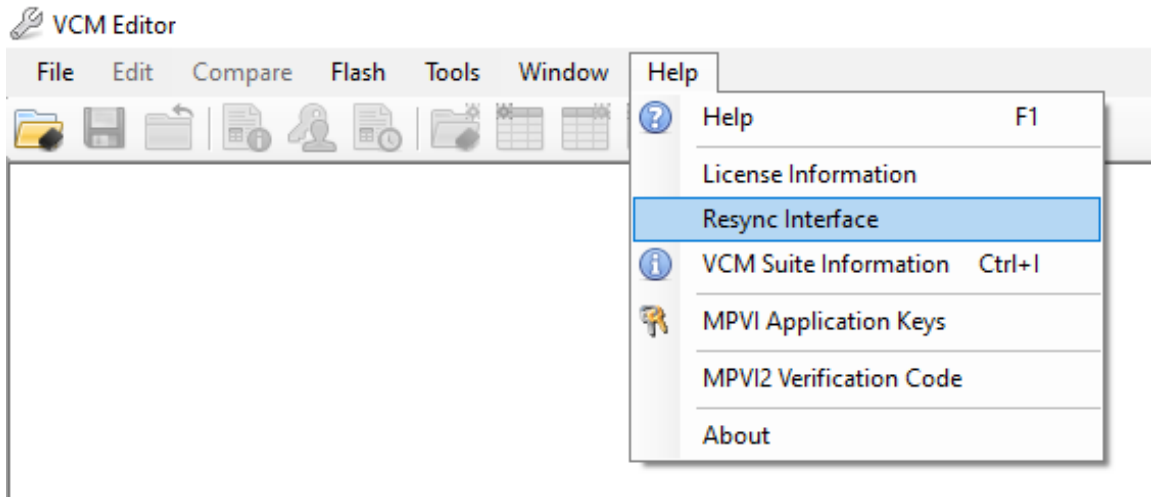 VCM Editor
File Edit Compare Flash Tools Window Help
Help F1
License Information
Resync Interface
VCM Suite Information Ctrl+I
MPVI Application Keys
MPVI2 Verification Code
About